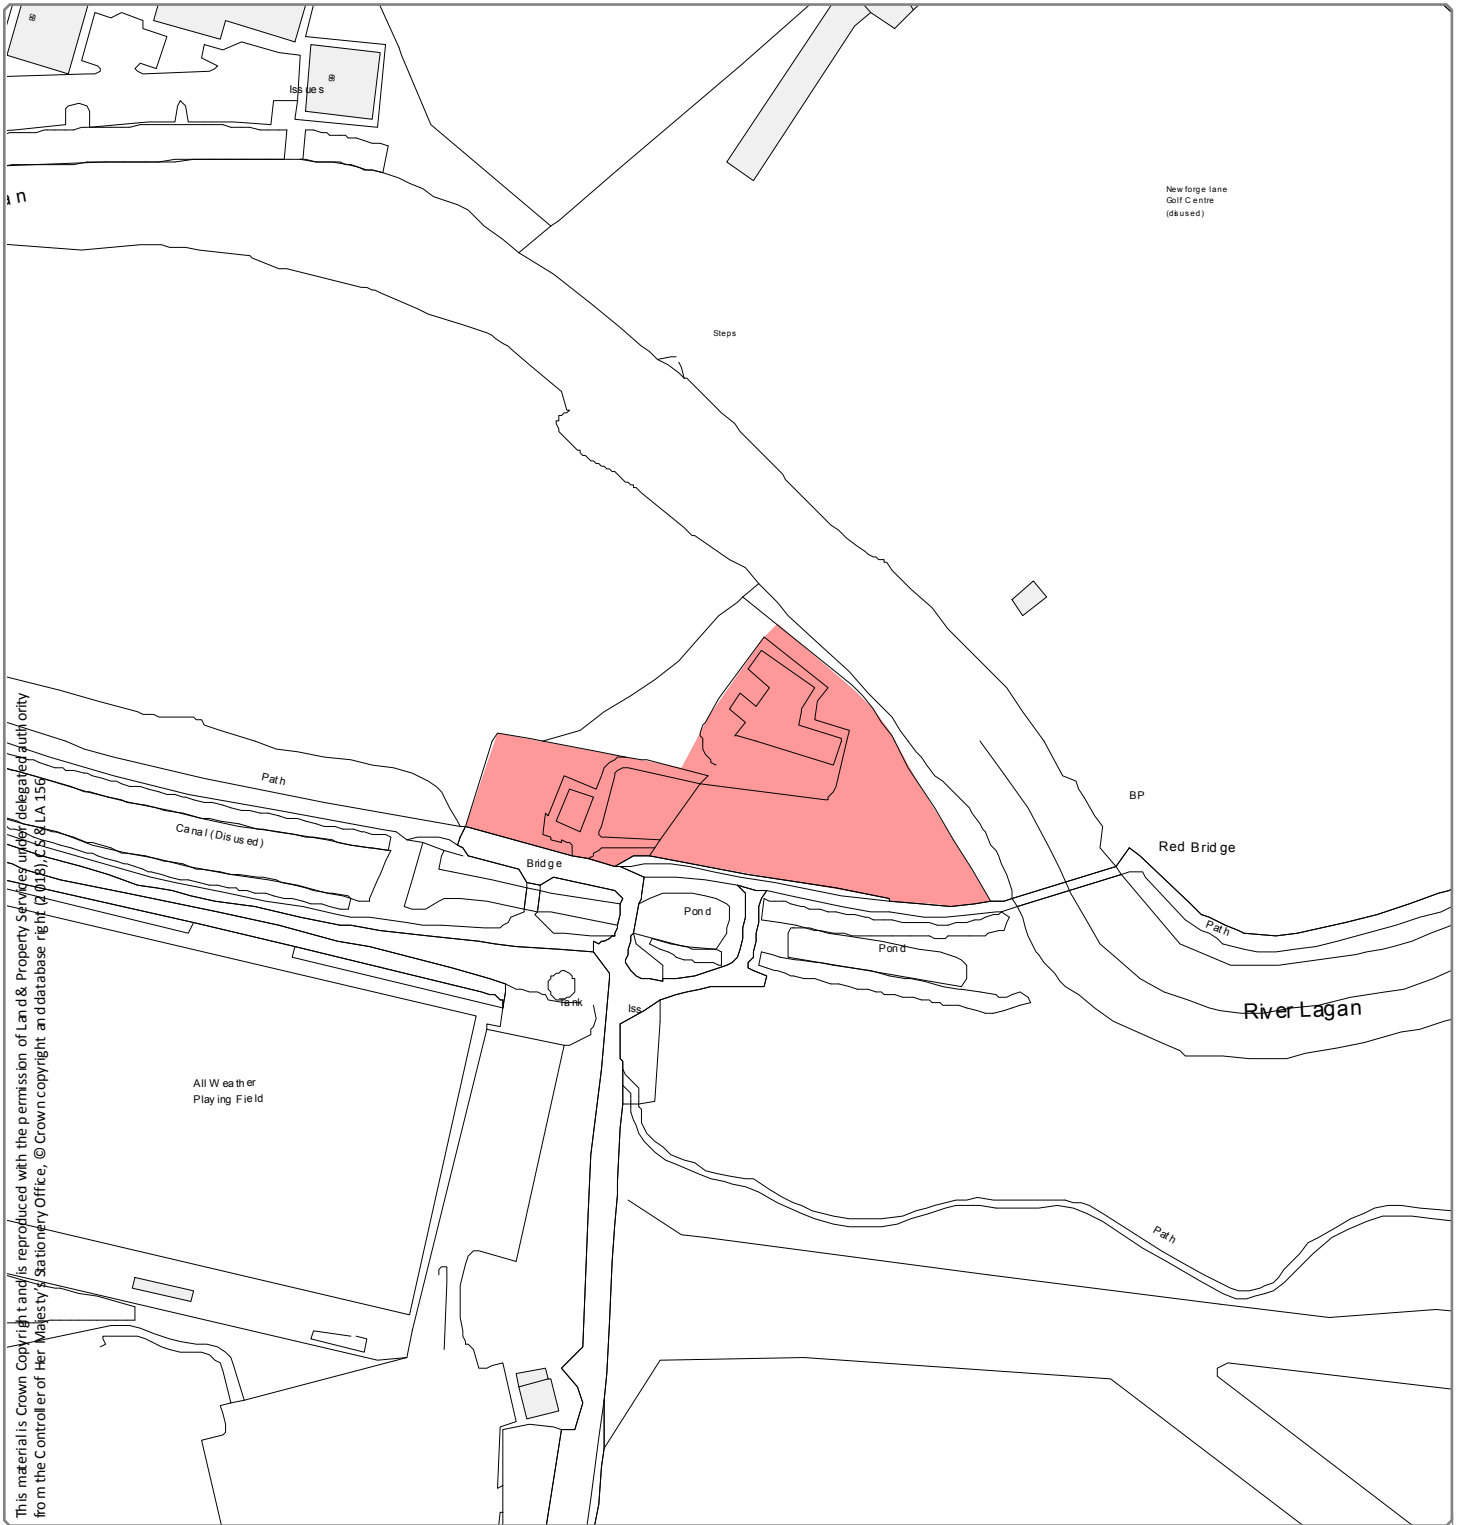 Issues
an
Newforge lane
Golf Centre
(disused)
Steps
BP
Red Bridge
Path
Canal (Disused)
Bridge
Pond
Pond
Path
Tank
Iss
River Lagan
All Weather
Playing Field
Path
This material is Crown Copyright and is reproduced with the permission of Land & Property Services under delegated authority
from the Controller of Her Majesty's Stationery Office, © Crown copyright and database right (2018), CS & LA 156